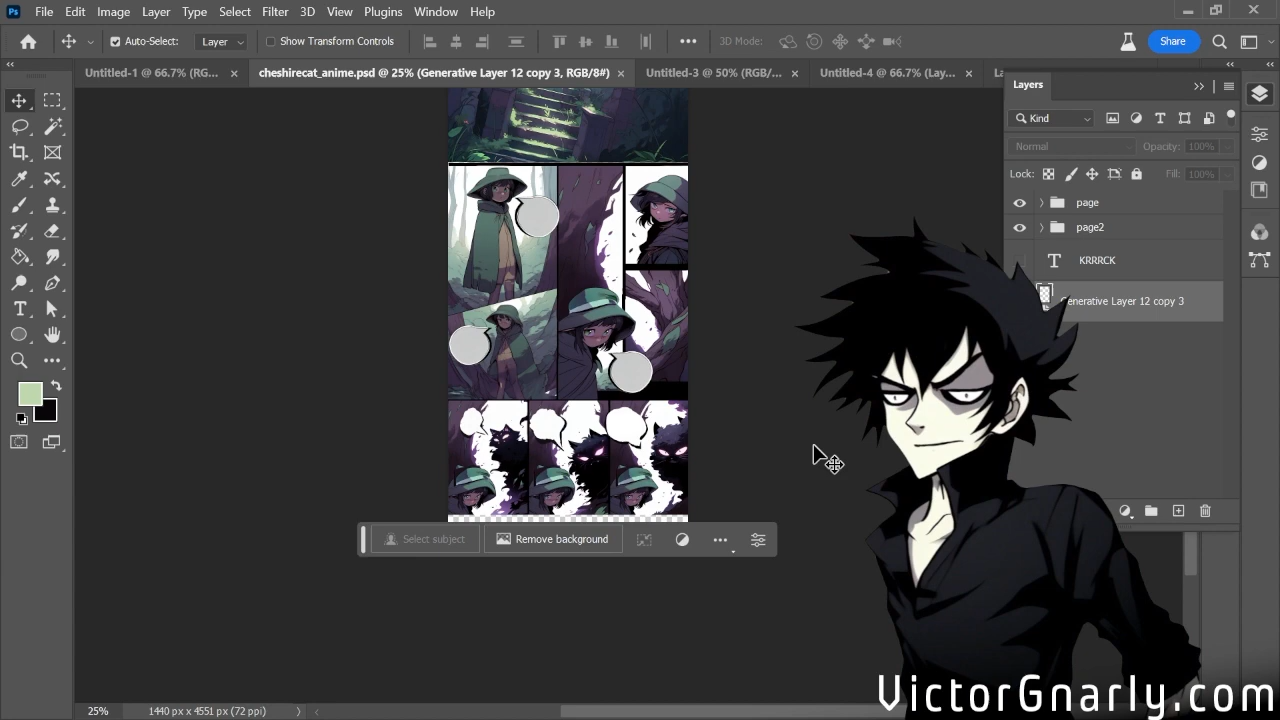 Ps File Edit Image Layer Type Select Filter 3D View Plugins Window Help
Auto-Select: Layer Show Transform Controls ••• 3D Mode: Share
Untitled-1 @ 66.7% (RG... × cheshirecat_anime.psd @ 25% (Generative Layer 12 copy 3, RGB/8#) × Untitled-3 @ 50% (RGB/... × Untitled-4 @ 66.7% (Lay... × La
Layers
Kind
Normal Opacity: 100%
Lock: Fill: 100%
page
page2
T KRRRCK
Generative Layer 12 copy 3
Select subject Remove background •••
25% 1440 px x 4551 px (72 ppi)
VictorGnarly.com